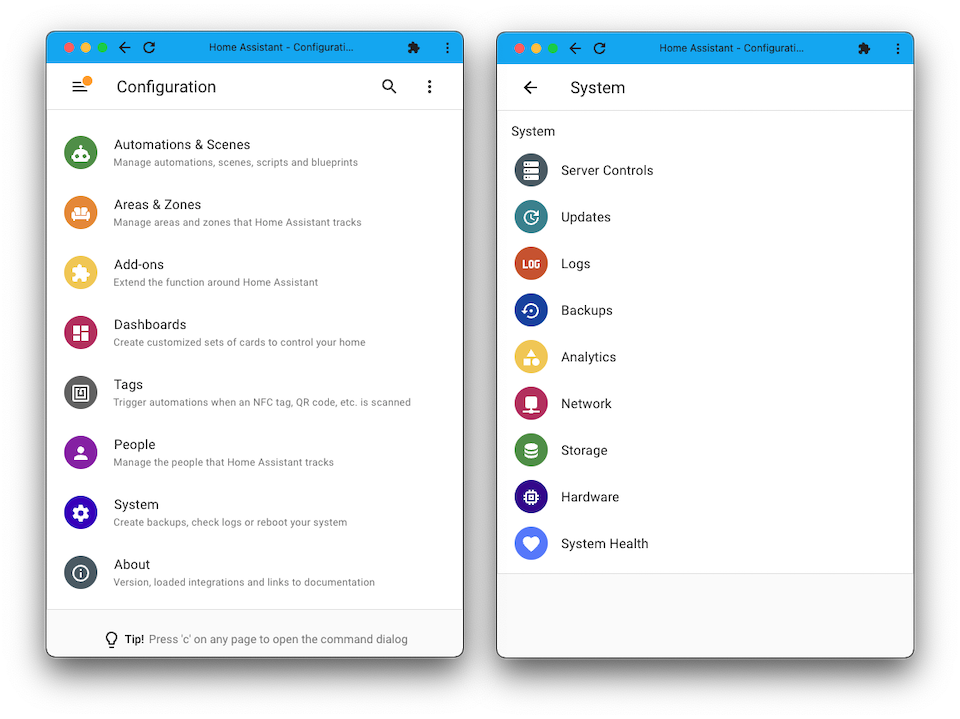 Home Assistant - Configurati...
Configuration
Automations & Scenes
Manage automations, scenes, scripts and blueprints
Areas & Zones
Manage areas and zones that Home Assistant tracks
Add-ons
Extend the function around Home Assistant
Dashboards
Create customized sets of cards to control your home
Tags
Trigger automations when an NFC tag, QR code, etc. is scanned
People
Manage the people that Home Assistant tracks
System
Create backups, check logs or reboot your system
About
Version, loaded integrations and links to documentation
Tip! Press 'c' on any page to open the command dialog
Home Assistant - Configurati...
System
System
Server Controls
Updates
LOG Logs
Backups
Analytics
Network
Storage
Hardware
System Health